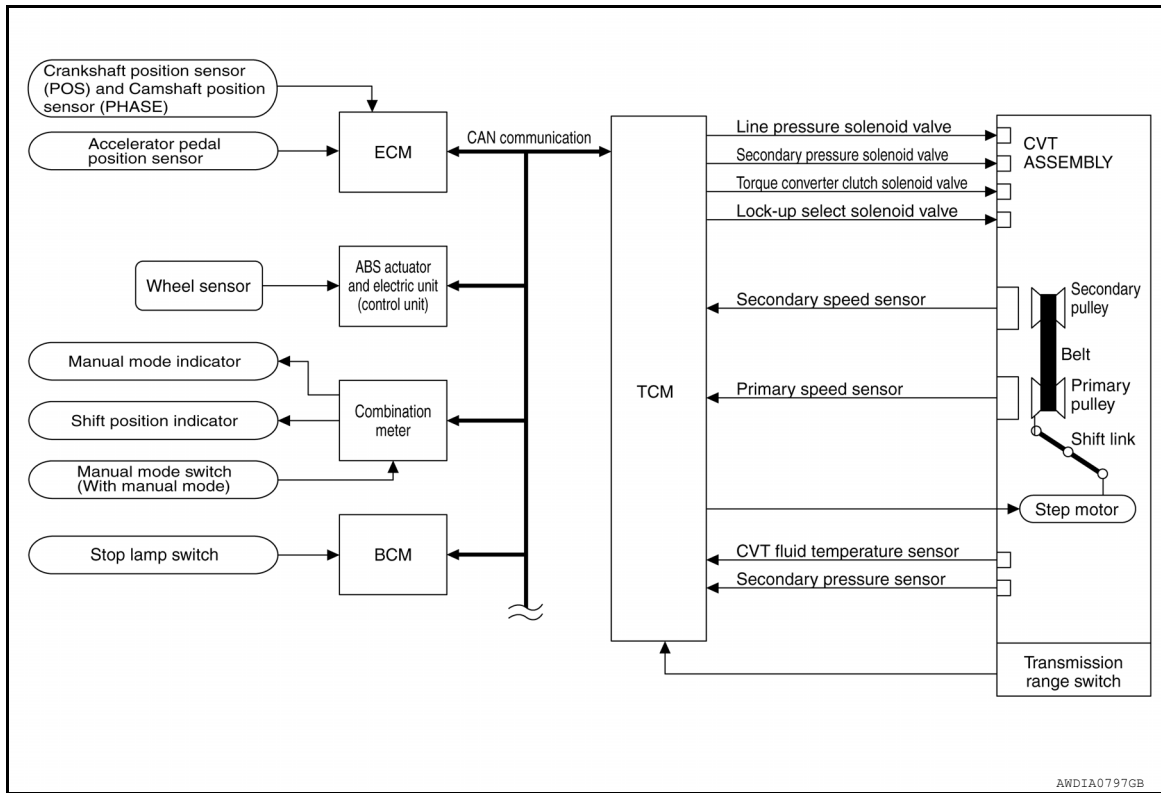 Crankshaft position sensor
(POS) and Camshaft position
sensor (PHASE)
Accelerator pedal
position sensor
ECM
CAN communication
Wheel sensor
ABS actuator
and electric unit
(control unit)
Manual mode indicator
Shift position indicator
Manual mode switch
(With manual mode)
Combination
meter
Stop lamp switch
BCM
TCM
Line pressure solenoid valve
Secondary pressure solenoid valve
Torque converter clutch solenoid valve
Lock-up select solenoid valve
Secondary speed sensor
Primary speed sensor
CVT fluid temperature sensor
Secondary pressure sensor
CVT
ASSEMBLY
Secondary
pulley
Belt
Primary
pulley
Shift link
Step motor
Transmission
range switch
AWDIA0797GB